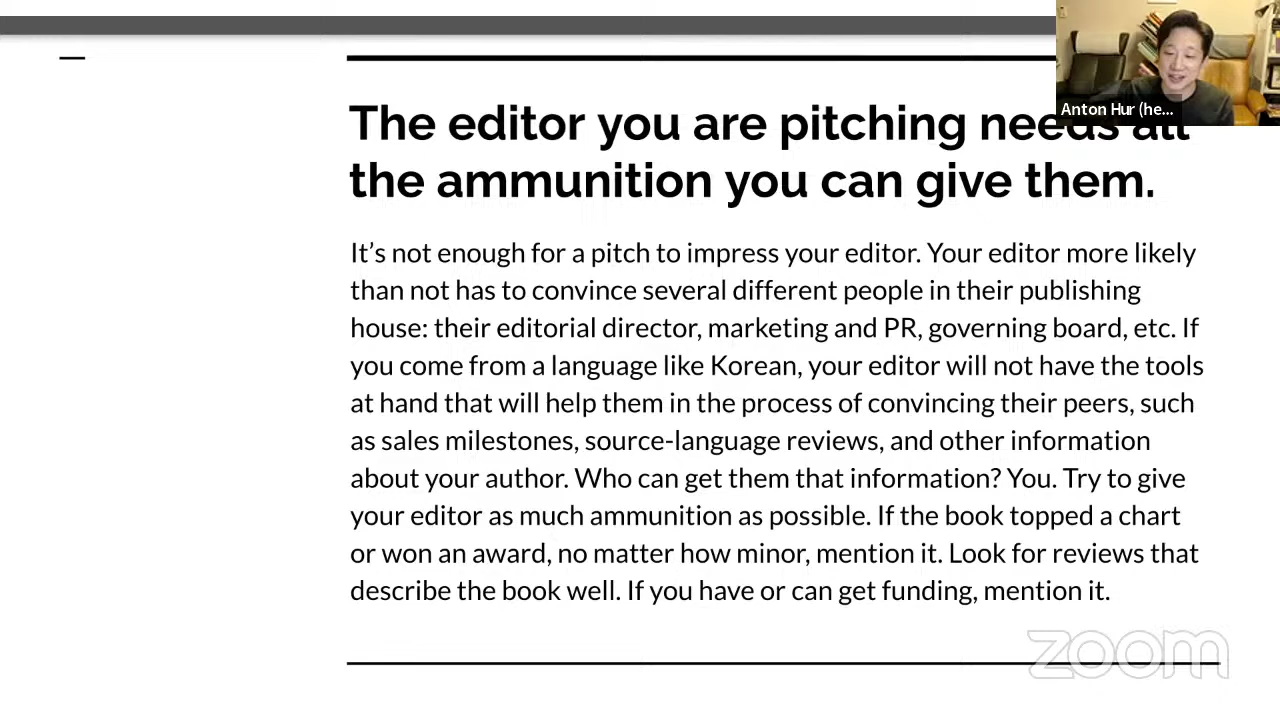 The editor you are pitching needs all
the ammunition you can give them.
It’s not enough for a pitch to impress your editor. Your editor more likely
than not has to convince several different people in their publishing
house: their editorial director, marketing and PR, governing board, etc. If
you come from a language like Korean, your editor will not have the tools
at hand that will help them in the process of convincing their peers, such
as sales milestones, source-language reviews, and other information
about your author. Who can get them that information? You. Try to give
your editor as much ammunition as possible. If the book topped a chart
or won an award, no matter how minor, mention it. Look for reviews that
describe the book well. If you have or can get funding, mention it.
Anton Hur (he...
zoom